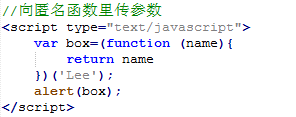 //向匿名函数里传参数
<script type="text/javascript">
    var box=(function (name){
        return name
    })('Lee');
    alert(box);
</script>